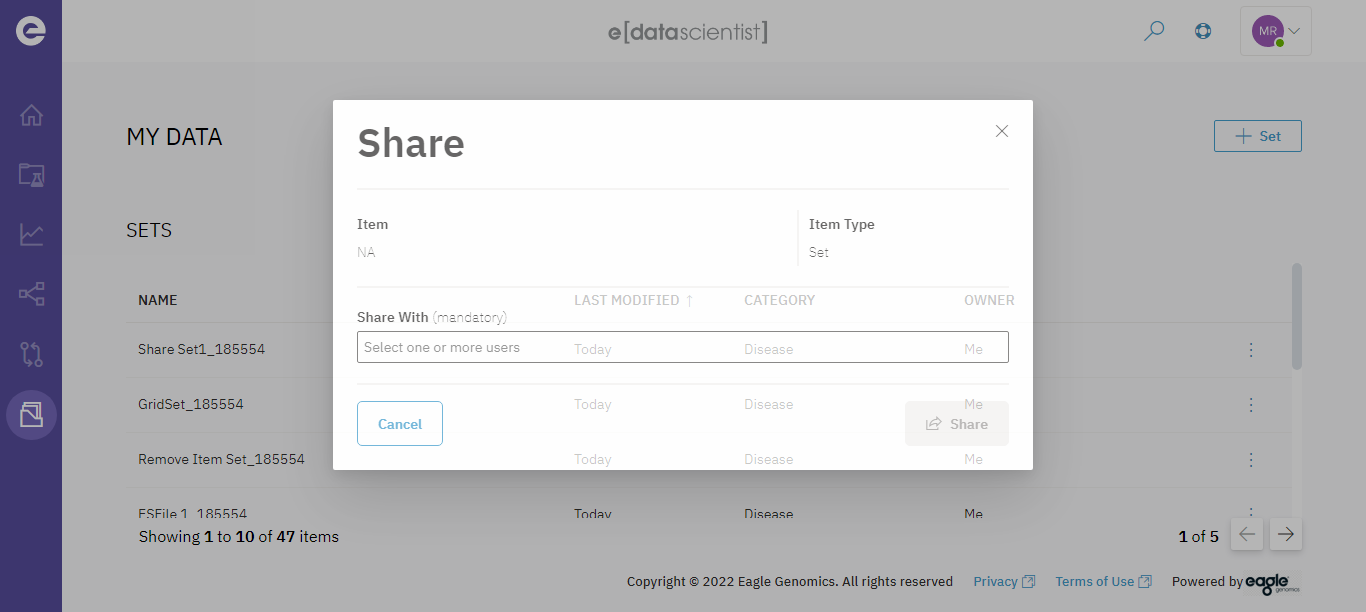 e[datascientist]
MR
MY DATA
Set
SETS
Share
Item
Item Type
NA
Set
NAME
LAST MODIFIED ↑
CATEGORY
OWNER
Share With (mandatory)
Select one or more users
Share Set1_185554
Today
Disease
Me
GridSet_185554
Today
Disease
Me
Cancel
Share
Remove Item Set_185554
Today
Disease
Me
ESFile 1_185554
Today
Disease
Me
Showing 1 to 10 of 47 items
1 of 5
Copyright © 2022 Eagle Genomics. All rights reserved
Privacy
Terms of Use
Powered by eagle genomics